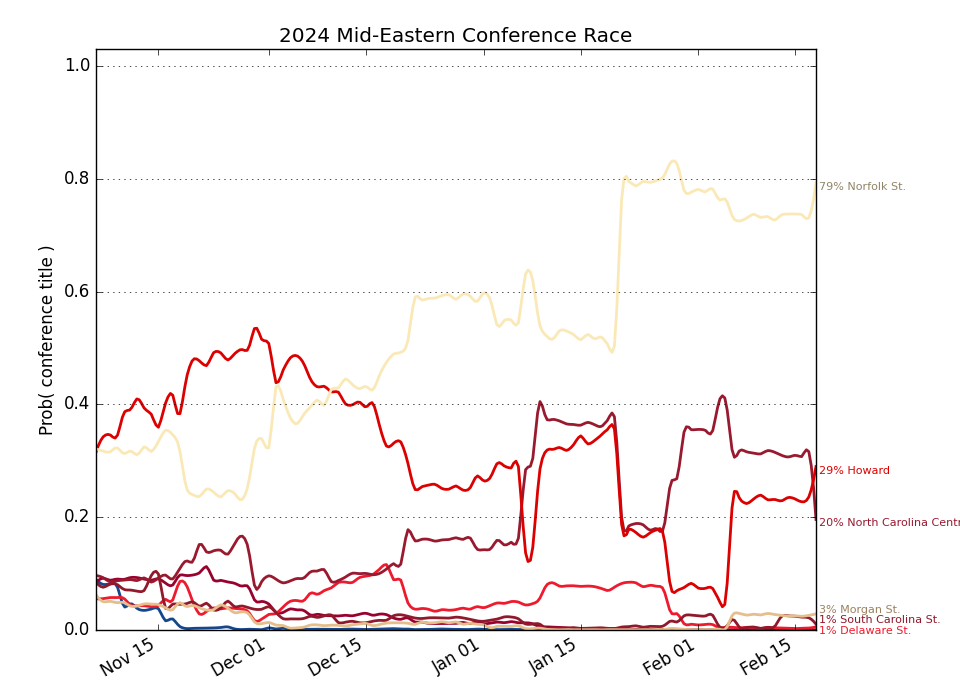 2024 Mid-Eastern Conference Race
Prob( conference title )
1.0
0.8
0.6
0.4
0.2
0.0
79% Norfolk St.
29% Howard
20% North Carolina Centr
3% Morgan St.
1% South Carolina St.
1% Delaware St.
Nov 15
Dec 01
Dec 15
Jan 01
Jan 15
Feb 01
Feb 15